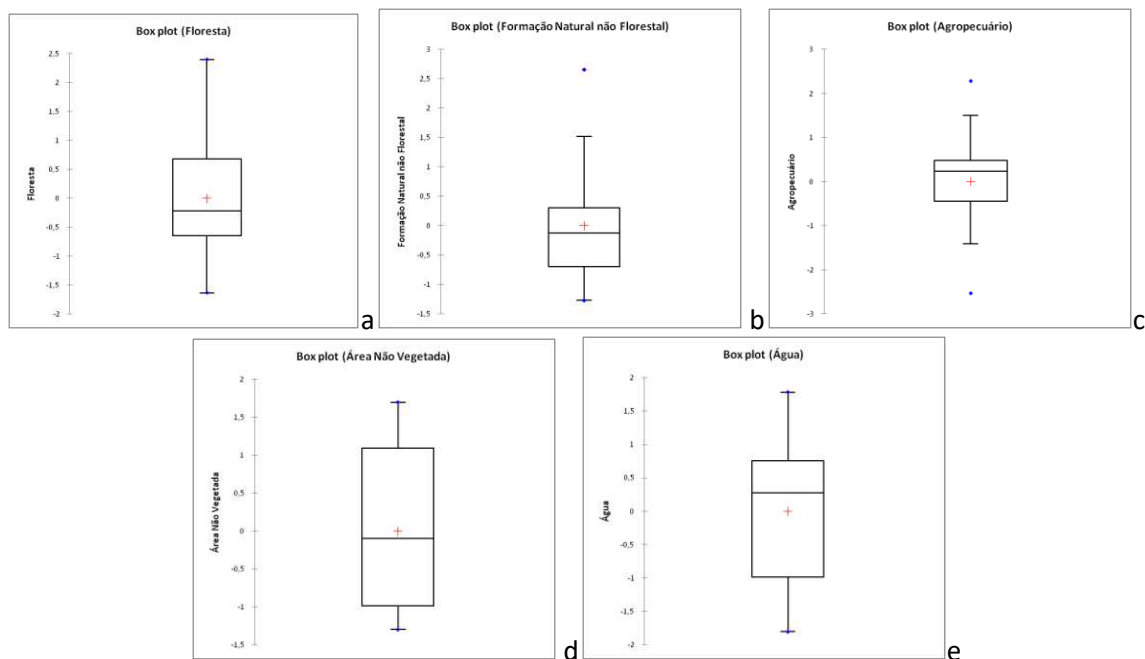 Box plot (Floresta)
2,5
2
1,5
1
0,5
0
-0,5
-1
-1,5
-2
Floresta
a
Box plot (Formação Natural não Florestal)
3
2,5
2
1,5
1
0,5
0
-0,5
-1
-1,5
Formação Natural não Florestal
b
Box plot (Agropecuário)
3
2
1
0
-1
-2
-3
Agropecuário
c
Box plot (Área Não Vegetada)
2
1,5
1
0,5
0
-0,5
-1
-1,5
Área Não Vegetada
d
Box plot (Água)
2
1,5
1
0,5
0
-0,5
-1
-1,5
-2
Água
e